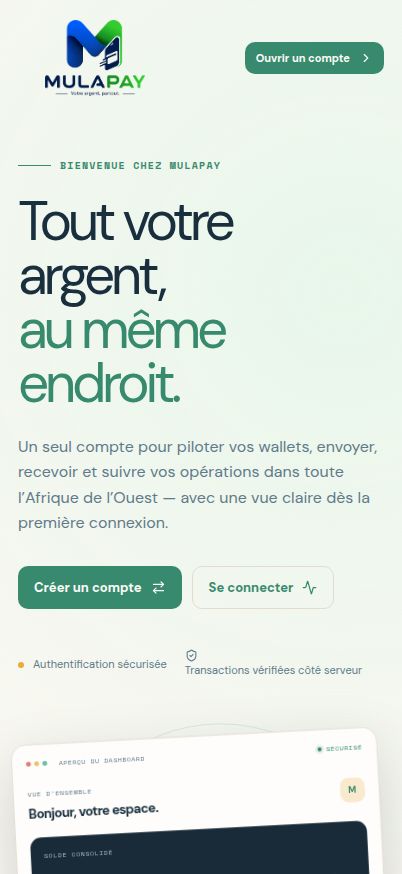 MULAPAY
Votre argent, partout.
Ouvrir un compte
BIENVENUE CHEZ MULAPAY
Tout votre
argent,
au même
endroit.
Un seul compte pour piloter vos wallets, envoyer,
recevoir et suivre vos opérations dans toute
l’Afrique de l’Ouest — avec une vue claire dès la
première connexion.
Créer un compte
Se connecter
Authentification sécurisée
Transactions vérifiées côté serveur
APERÇU DU DASHBOARD
SÉCURISÉ
VUE D'ENSEMBLE
Bonjour, votre espace.
M
SOLDE CONSOLIDÉ